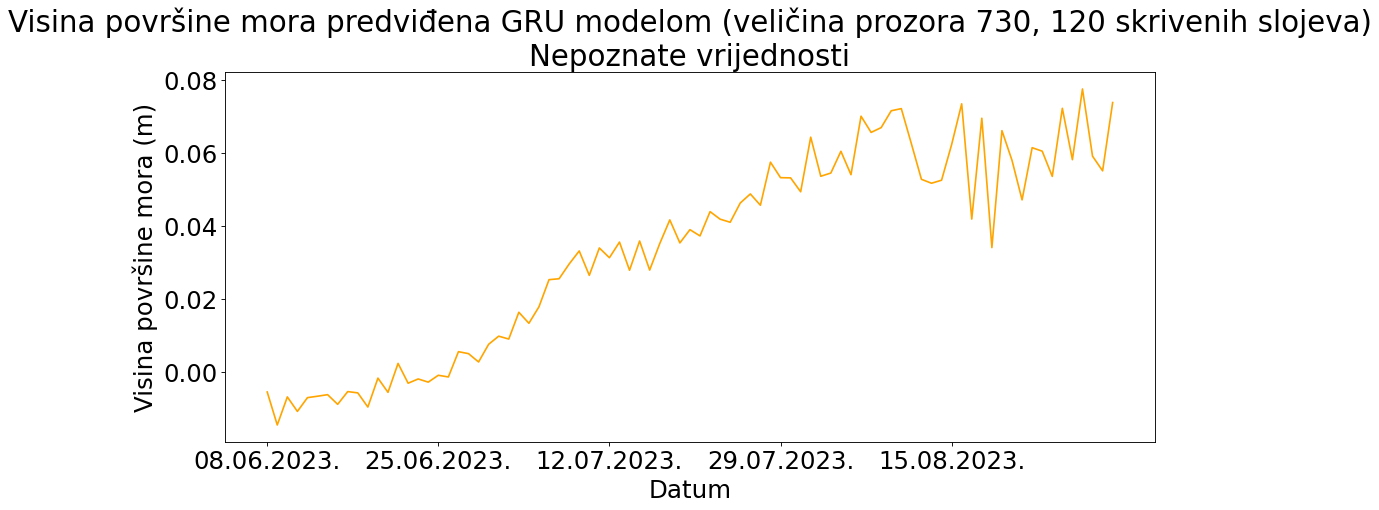 Visina površine mora predviđena GRU modelom (veličina prozora 730, 120 skrivenih slojeva)
Nepoznate vrijednosti
Visina površine mora (m)
0.08
0.06
0.04
0.02
0.00
08.06.2023. 25.06.2023. 12.07.2023. 29.07.2023. 15.08.2023.
Datum